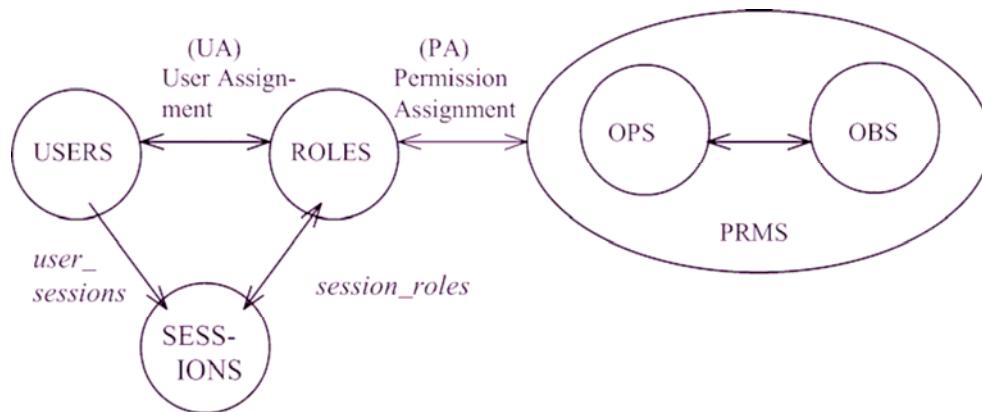 (UA)
User Assign-
ment
(PA)
Permission
Assignment
USERS
ROLES
OPS
OBS
PRMS
user_
sessions
session_roles
SESS-
IONS